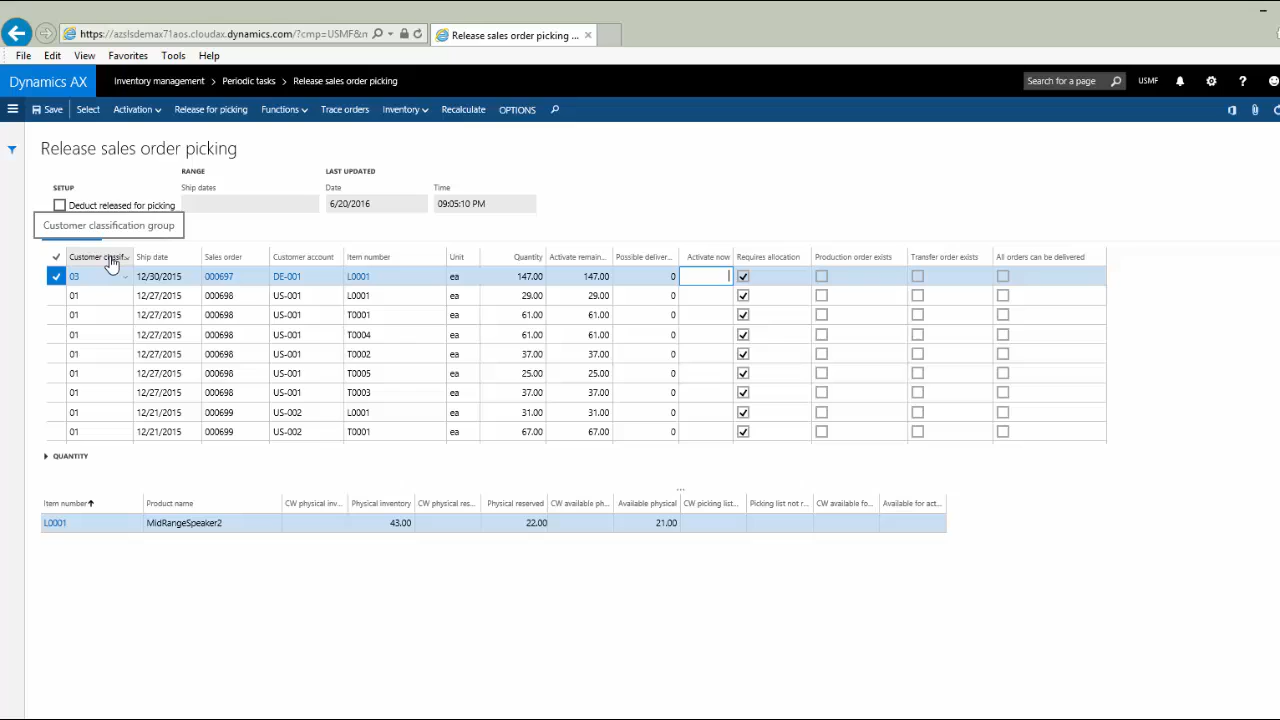 https://azslsdemax71aos.cloudax.dynamics.com/?cmp=USMF&n
Release sales order picking ...
File Edit View Favorites Tools Help
Dynamics AX Inventory management > Periodic tasks > Release sales order picking Search for a page USMF
Save Select Activation Release for picking Functions Trace orders Inventory Recalculate OPTIONS
Release sales order picking
RANGE LAST UPDATED
SETUP Ship dates Date Time
Deduct released for picking 6/20/2016 09:05:10 PM
Customer classification group
Customer classif... Ship date Sales order Customer account Item number Unit Quantity Activate remain... Possible deliver... Activate now Requires allocation Production order exists Transfer order exists All orders can be delivered
03 12/30/2015 000697 DE-001 L0001 ea 147.00 147.00 0
01 12/27/2015 000698 US-001 L0001 ea 29.00 29.00 0
01 12/27/2015 000698 US-001 T0001 ea 61.00 61.00 0
01 12/27/2015 000698 US-001 T0004 ea 61.00 61.00 0
01 12/27/2015 000698 US-001 T0002 ea 37.00 37.00 0
01 12/27/2015 000698 US-001 T0005 ea 25.00 25.00 0
01 12/27/2015 000698 US-001 T0003 ea 37.00 37.00 0
01 12/21/2015 000699 US-002 L0001 ea 31.00 31.00 0
01 12/21/2015 000699 US-002 T0001 ea 67.00 67.00 0
QUANTITY
...
Item number Product name CW physical inv... Physical inventory CW physical res... Physical reserved CW available ph... Available physical CW picking list... Picking list not r... CW available fo... Available for act...
L0001 MidRangeSpeaker2 43.00 22.00 21.00